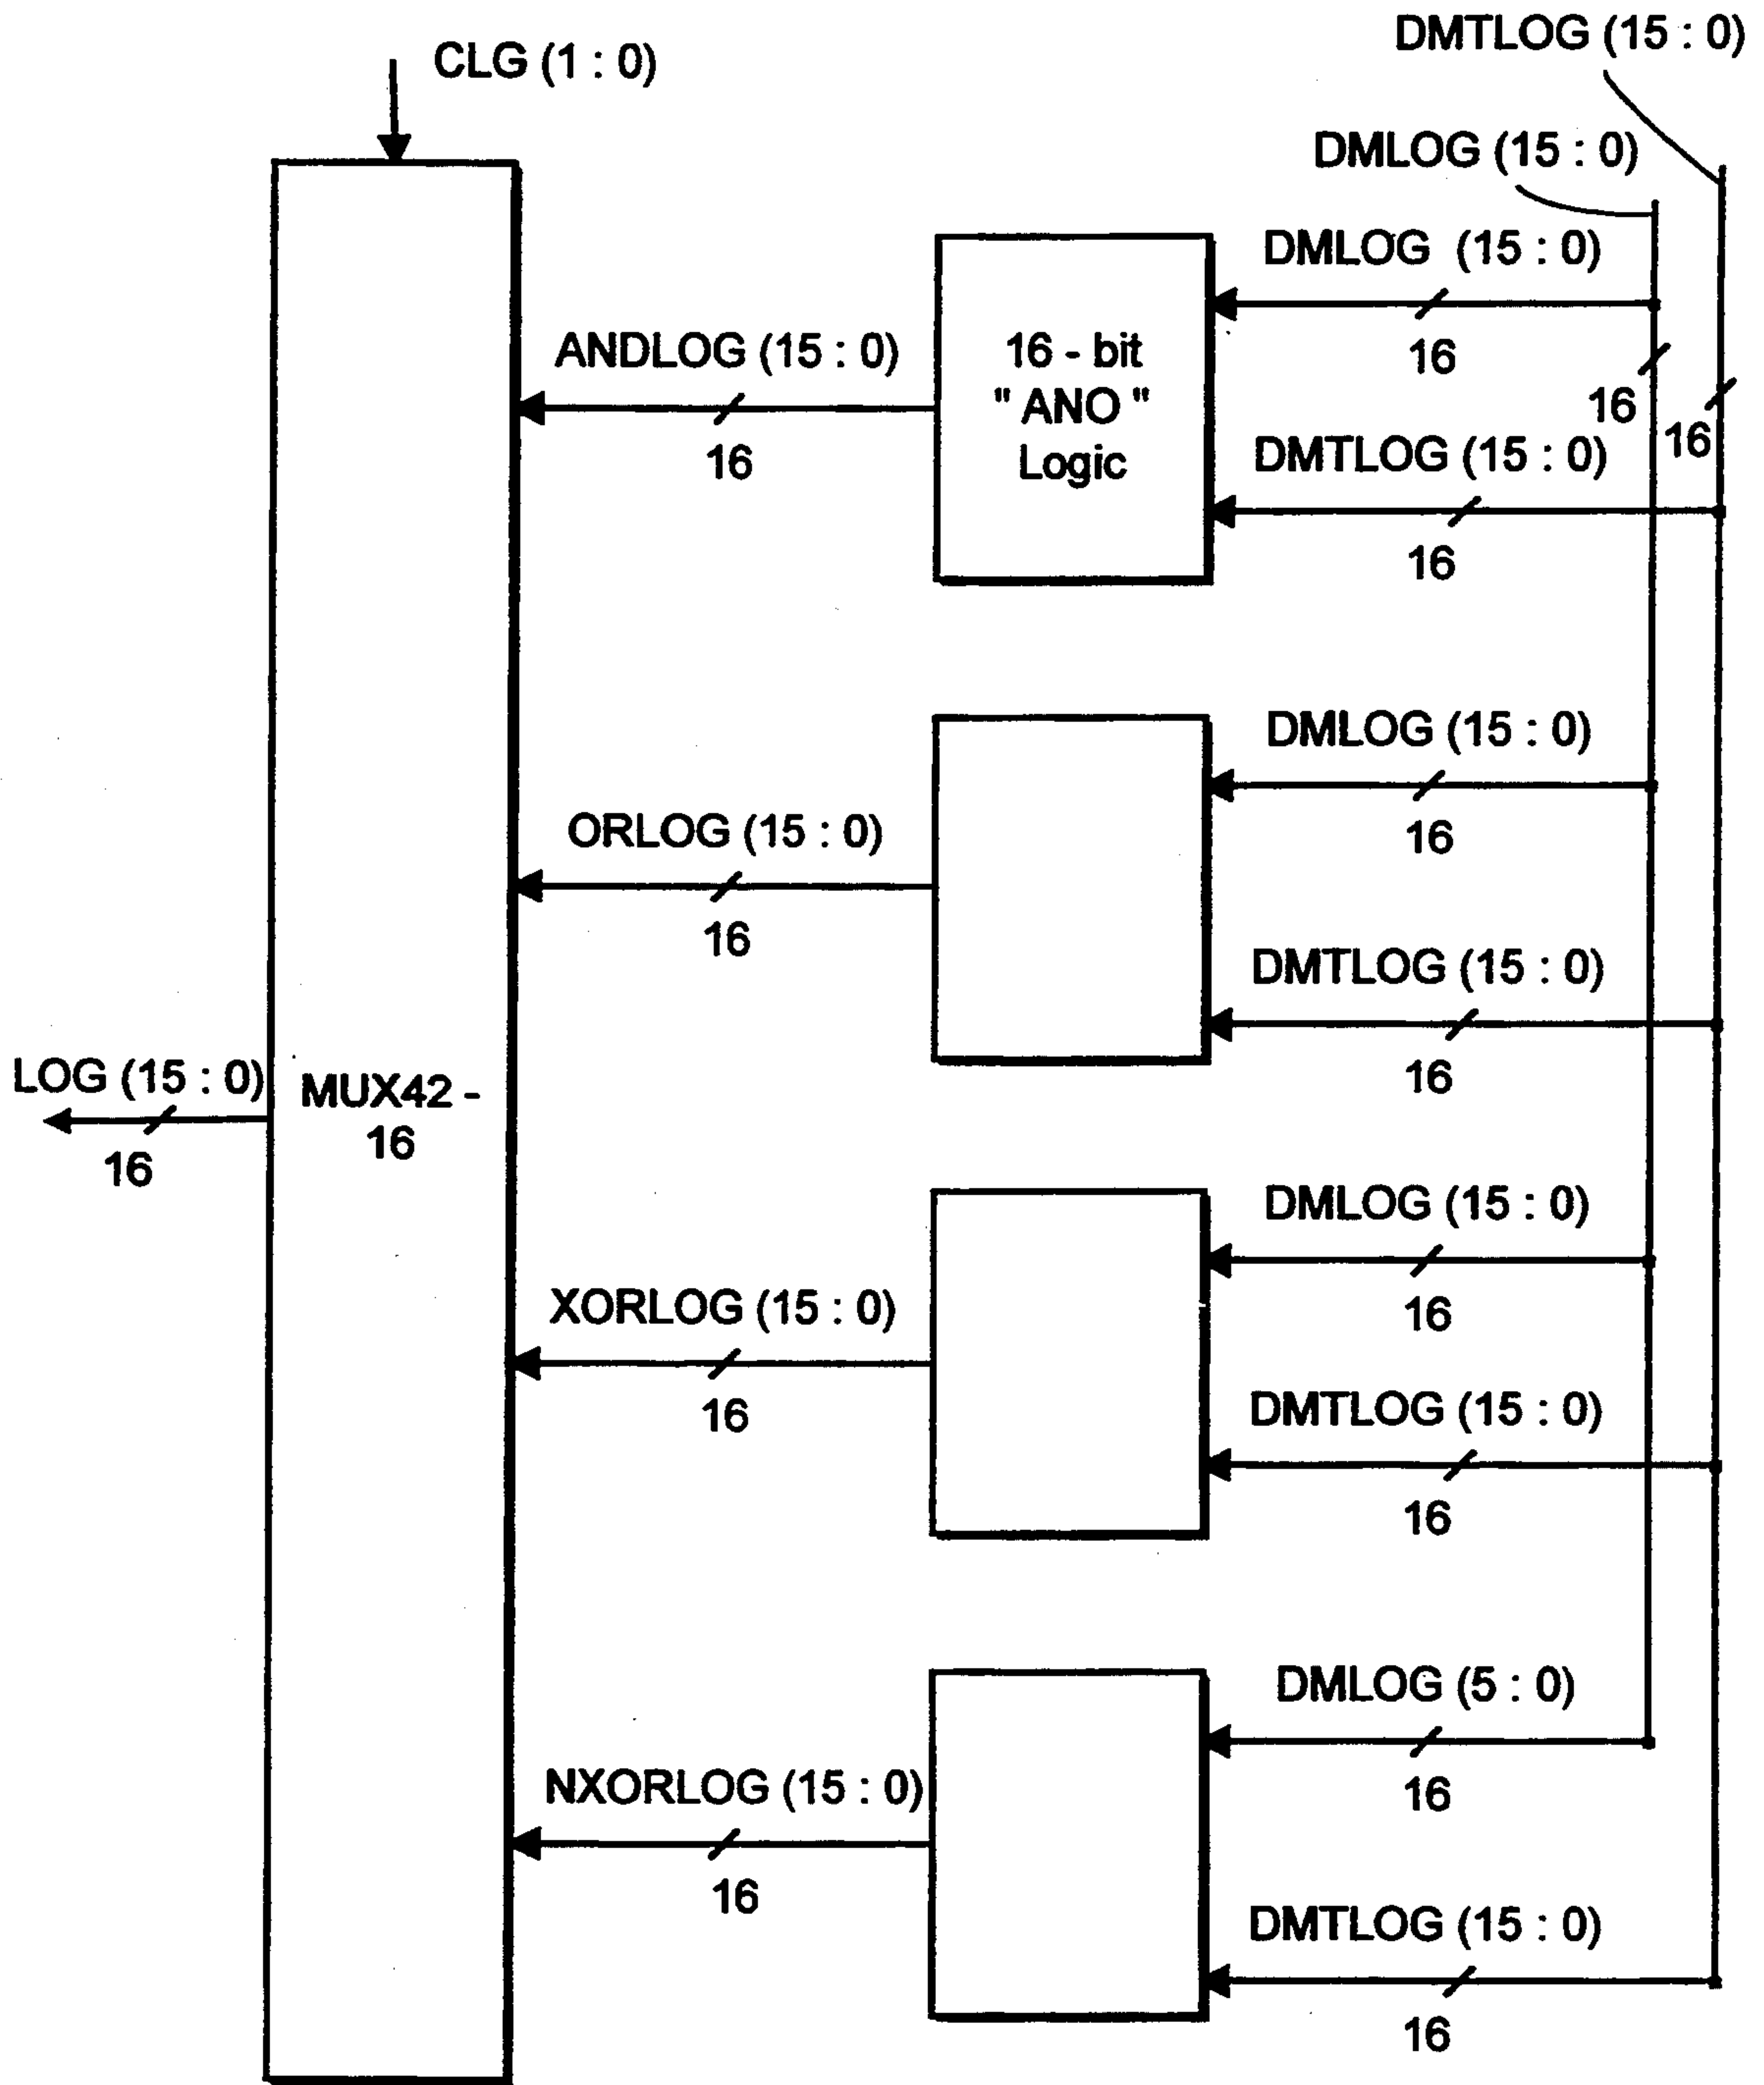 DMTLOG (15 : 0)
CLG (1 : 0)
DMLOG (15 : 0)
DMLOG (15 : 0)
16
16
16
ANDLOG (15 : 0)
16
16 - bit
" ANO "
Logic
DMTLOG (15 : 0)
16
DMLOG (15 : 0)
16
ORLOG (15 : 0)
16
DMTLOG (15 : 0)
16
LOG (15 : 0)
16
MUX42 -
16
DMLOG (15 : 0)
16
XORLOG (15 : 0)
16
DMTLOG (15 : 0)
16
DMLOG (5 : 0)
16
NXORLOG (15 : 0)
16
DMTLOG (15 : 0)
16